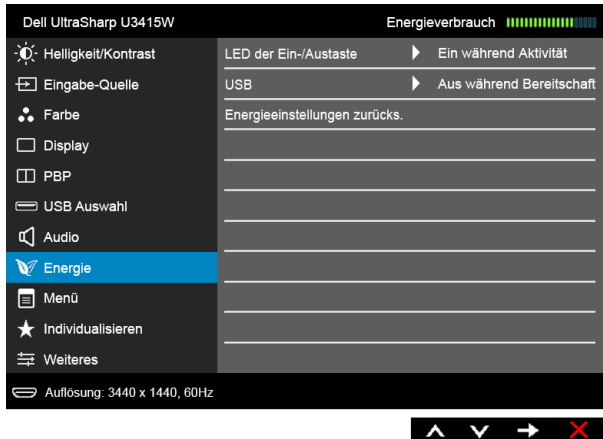 Dell UltraSharp U3415W Energieverbrauch
Helligkeit/Kontrast LED der Ein-/Austaste Ein während Aktivität
Eingabe-Quelle USB Aus während Bereitschaft
Farbe Energieeinstellungen zurücks.
Display
PBP
USB Auswahl
Audio
Energie
Menü
Individualisieren
Weiteres
Auflösung: 3440 x 1440, 60Hz